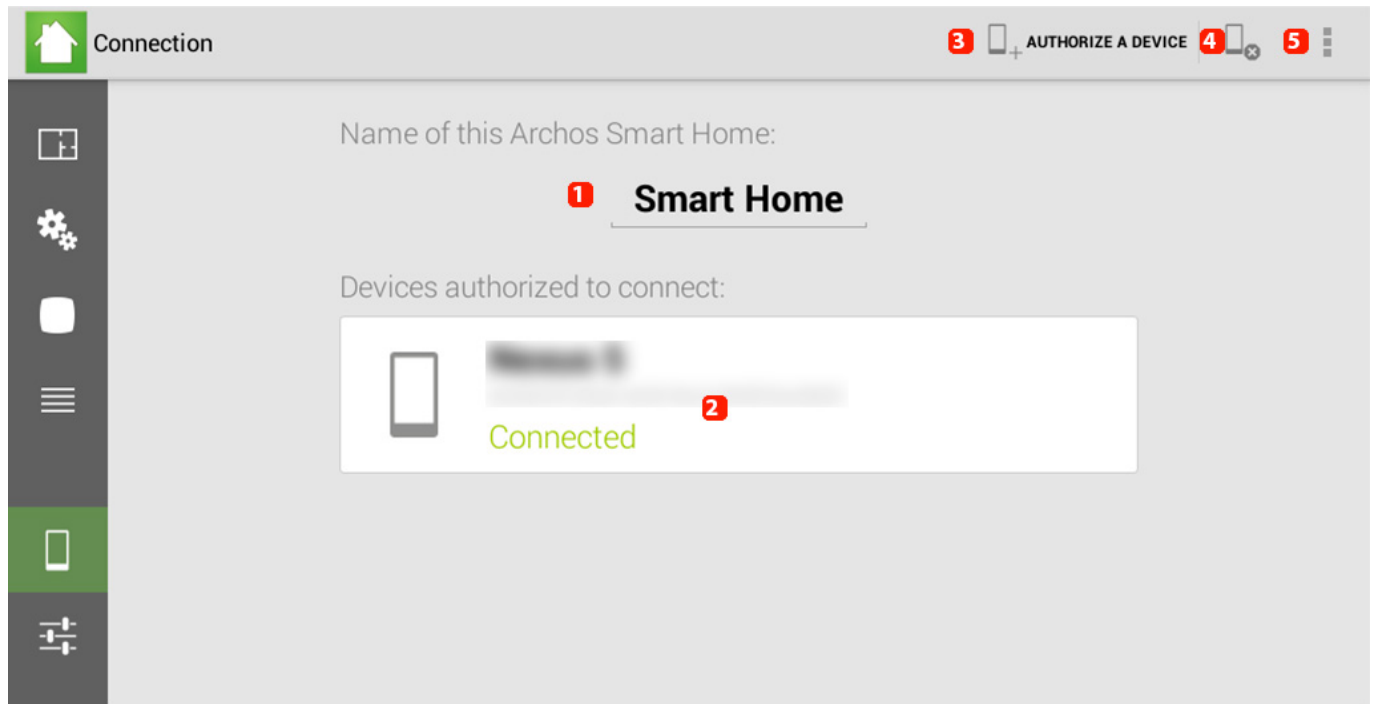 Connection
3 AUTHORIZE A DEVICE 4 5
Name of this Archos Smart Home:
1 Smart Home
Devices authorized to connect:
2
Connected